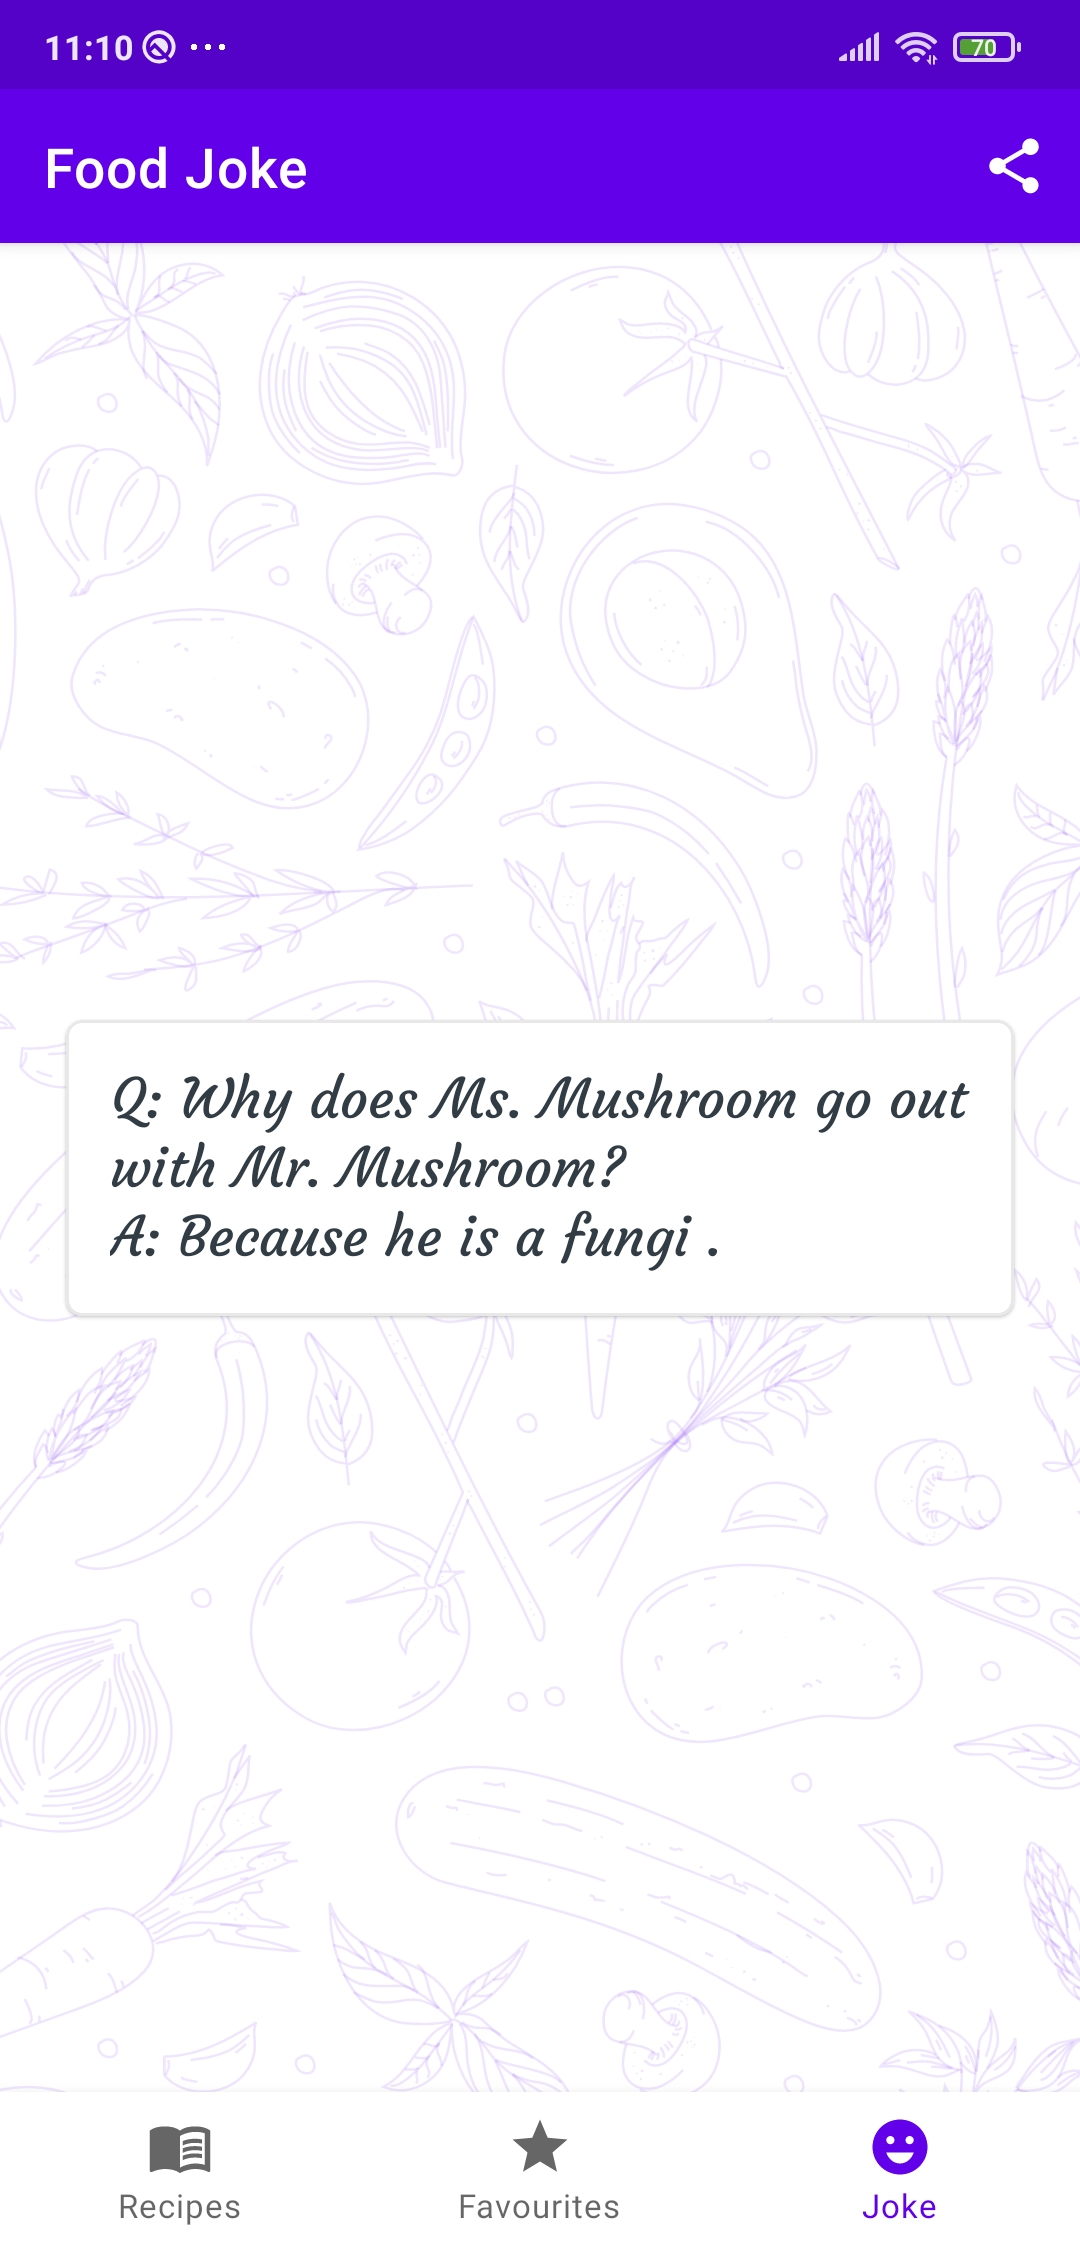 11:10
70
Food Joke
Q: Why does Ms. Mushroom go out
with Mr. Mushroom?
A: Because he is a fungi .
Recipes
Favourites
Joke